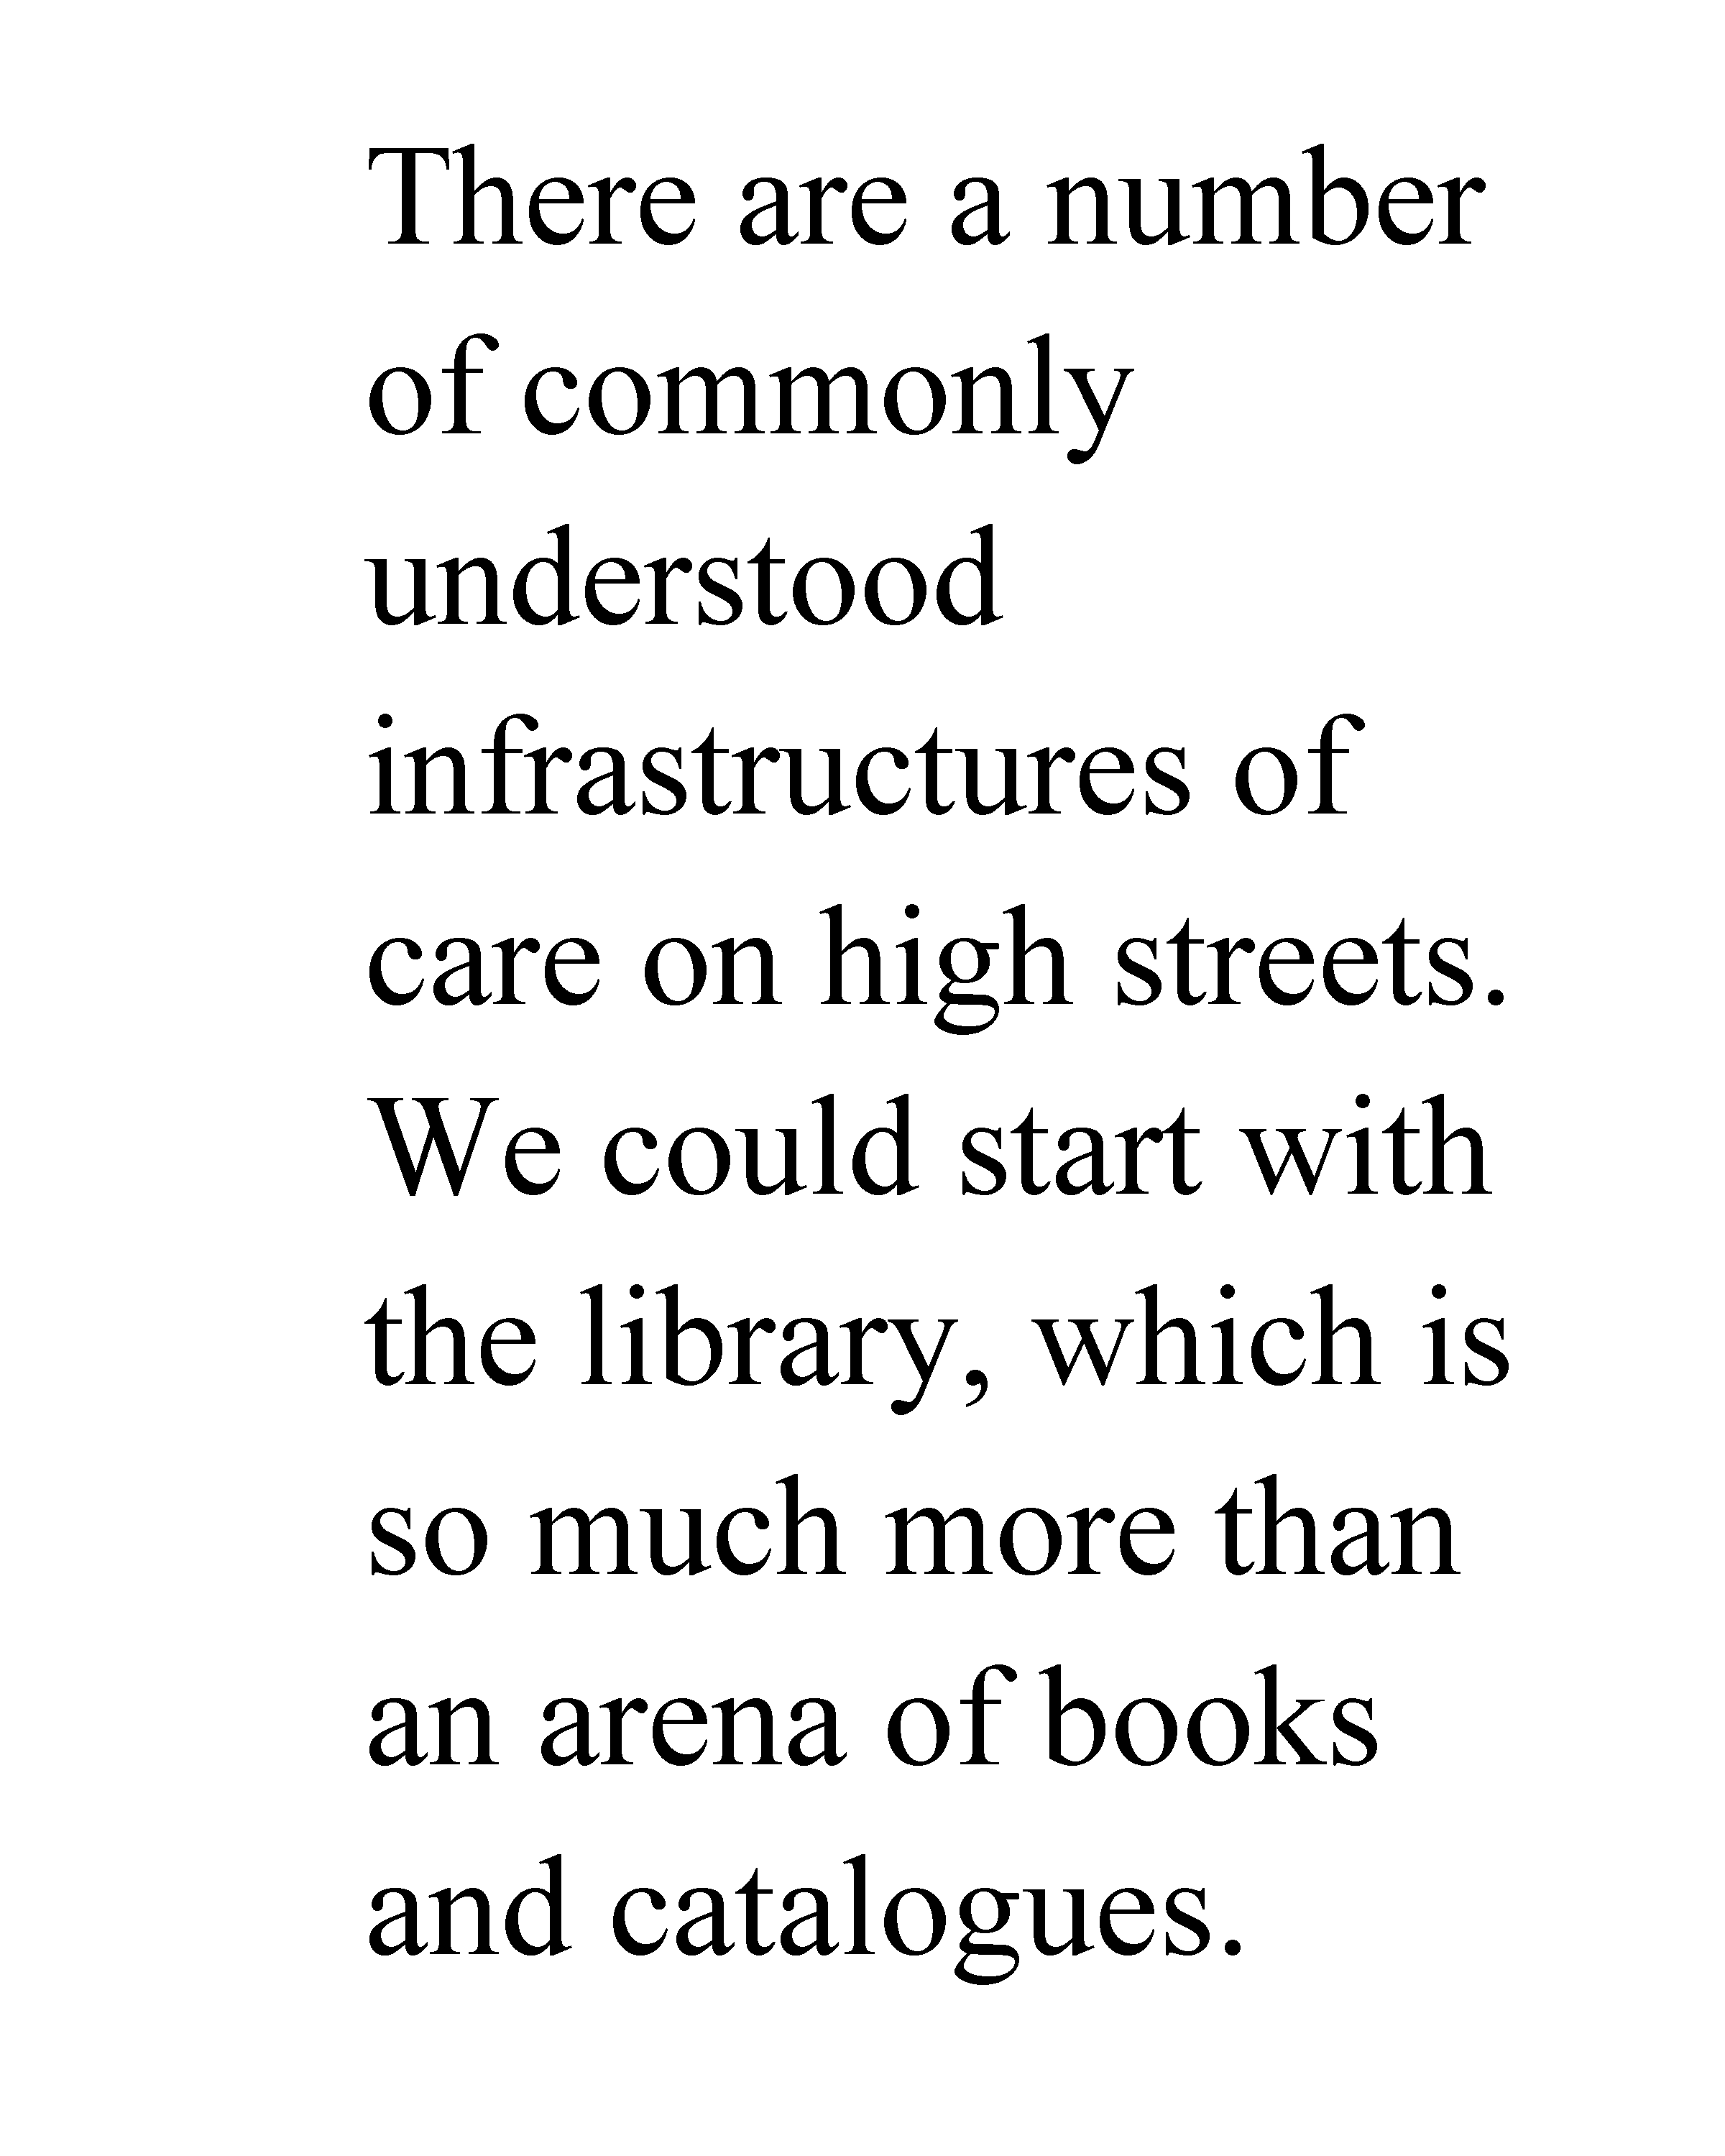 There are a number
of commonly
understood
infrastructures of
care on high streets.
We could start with
the library, which is
so much more than
an arena of books
and catalogues.